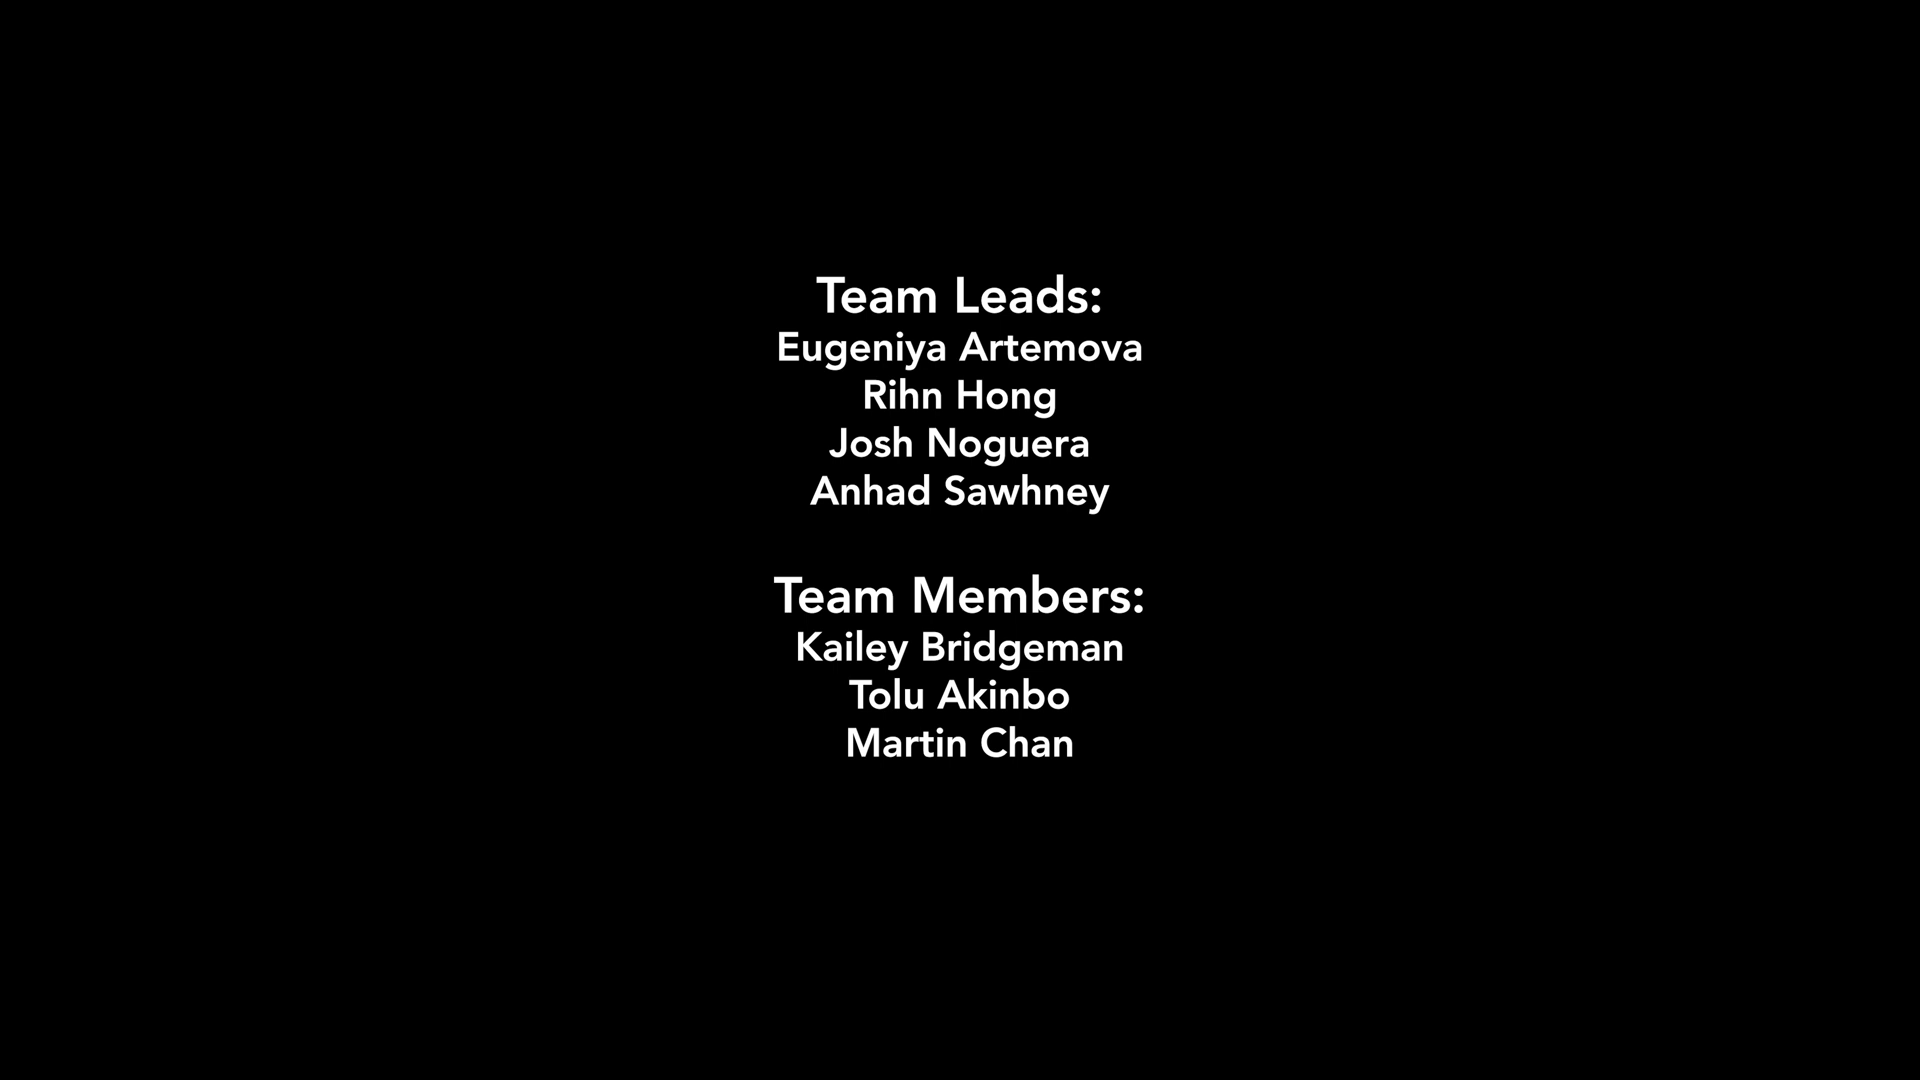 Team Leads:
Eugeniya Artemova
Rihn Hong
Josh Noguera
Anhad Sawhney
Team Members:
Kailey Bridgeman
Tolu Akinbo
Martin Chan